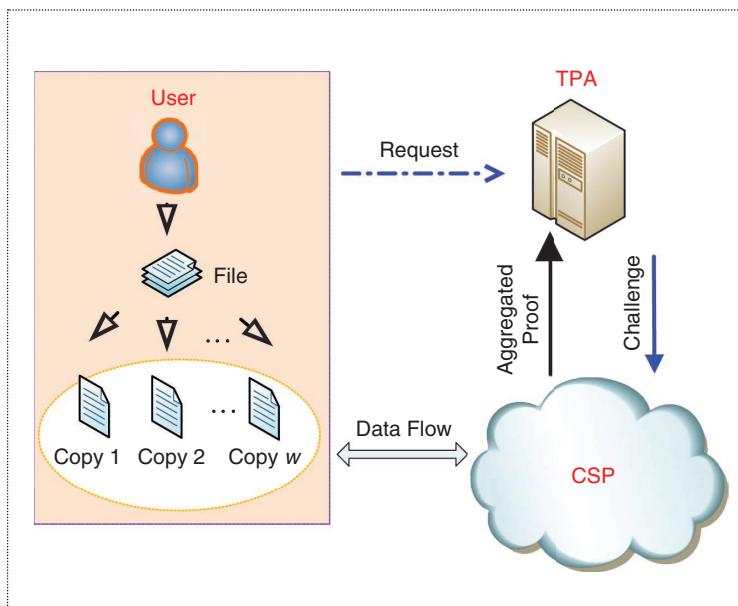 User
TPA
Request
File
...
Aggregated
Proof
Challenge
...
Copy 1 Copy 2 Copy w
Data Flow
CSP